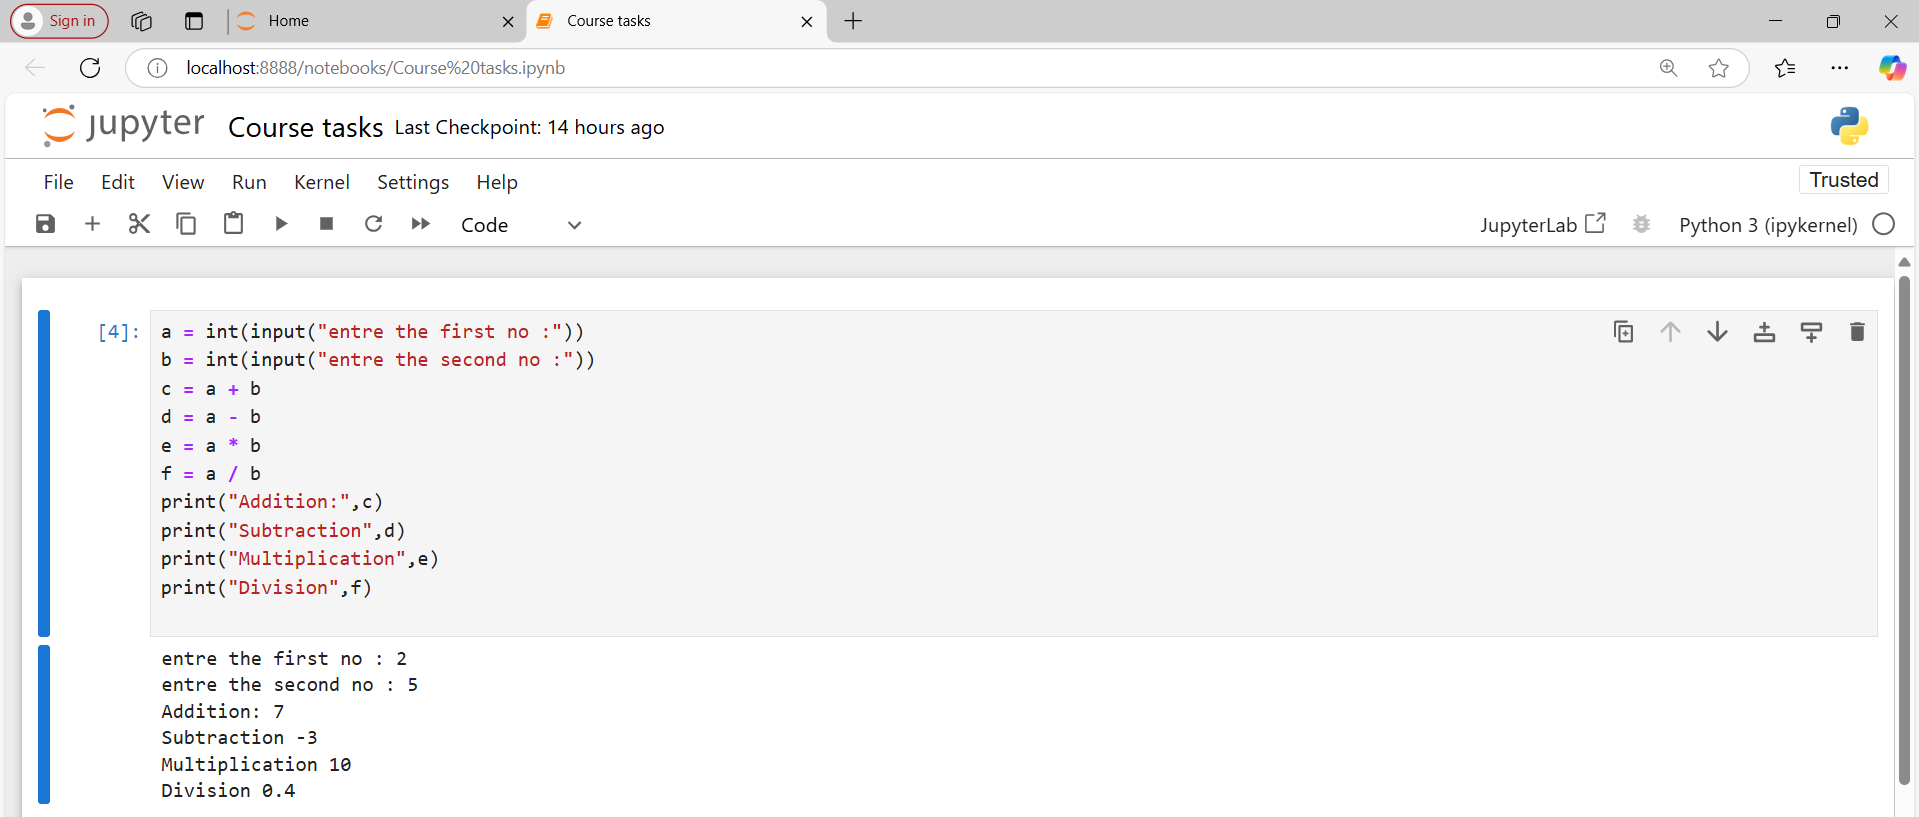 Sign in
Home
Course tasks
localhost:8888/notebooks/Course%20tasks.ipynb
jupyter Course tasks Last Checkpoint: 14 hours ago
File Edit View Run Kernel Settings Help
Trusted
Code
JupyterLab
Python 3 (ipykernel)
[4]:
a = int(input("entre the first no :"))
b = int(input("entre the second no :"))
c = a + b
d = a - b
e = a * b
f = a / b
print("Addition:",c)
print("Subtraction",d)
print("Multiplication",e)
print("Division",f)
entre the first no : 2
entre the second no : 5
Addition: 7
Subtraction -3
Multiplication 10
Division 0.4